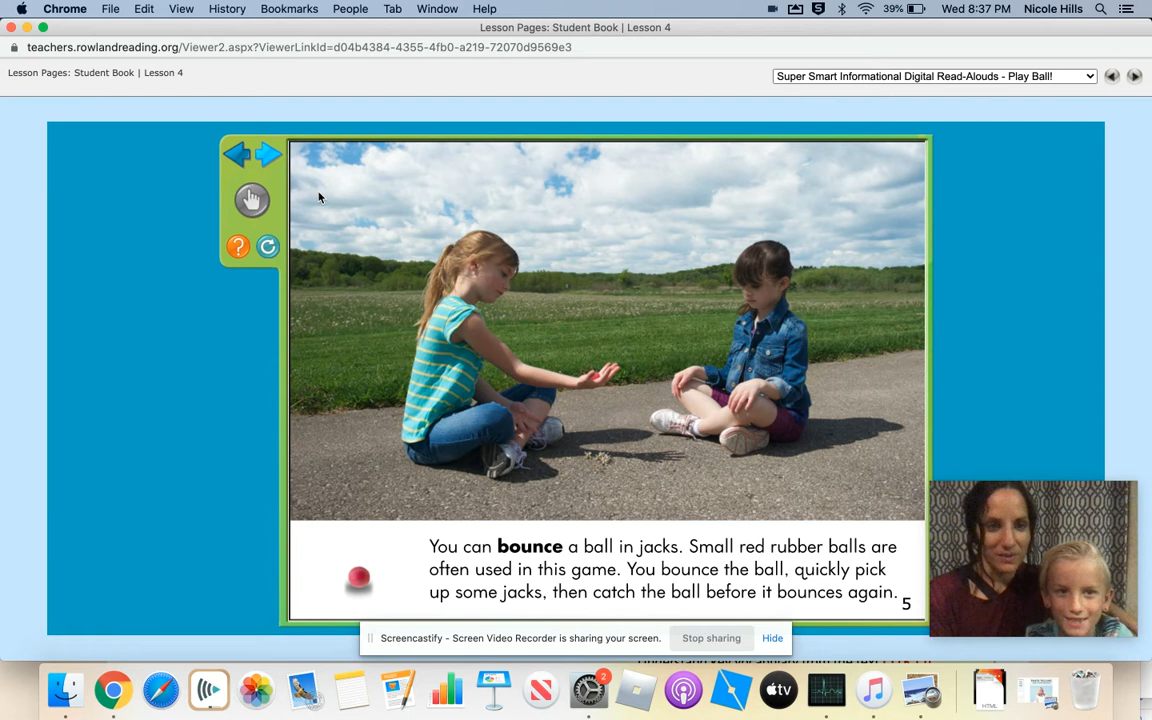 Chrome File Edit View History Bookmarks People Tab Window Help 39% Wed 8:37 PM Nicole Hills
Lesson Pages: Student Book | Lesson 4
teachers.rowlandreading.org/Viewer2.aspx?ViewerLinkId=d04b4384-4355-4fb0-a219-72070d9569e3
Lesson Pages: Student Book | Lesson 4
Super Smart Informational Digital Read-Alouds - Play Ball!
?
You can bounce a ball in jacks. Small red rubber balls are
often used in this game. You bounce the ball, quickly pick
up some jacks, then catch the ball before it bounces again.
5
Screencastify - Screen Video Recorder is sharing your screen. Stop sharing Hide
2
tv
HTML